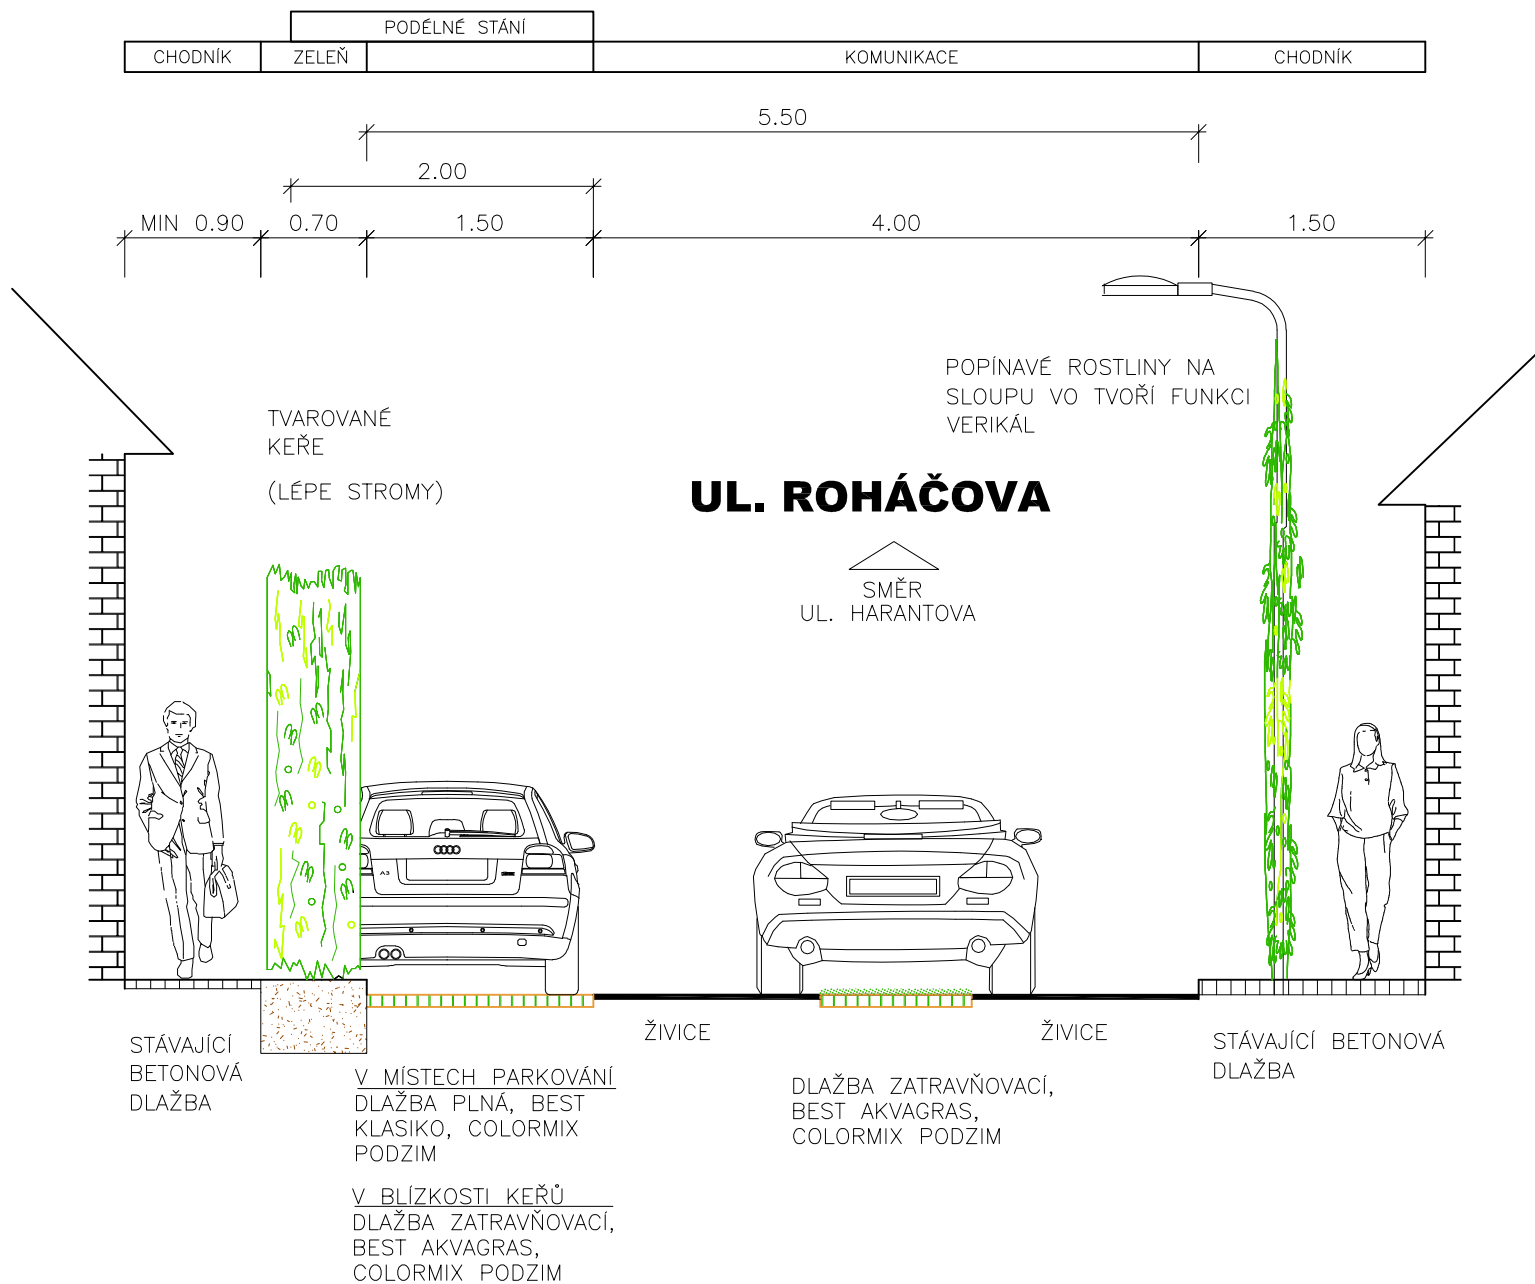 PODÉLNÉ STÁNÍ
CHODNÍK ZELEŇ KOMUNIKACE CHODNÍK
5.50
2.00
MIN 0.90 0.70 1.50 4.00 1.50
POPÍNAVÉ ROSTLINY NA
SLOUPU VO TVOŘÍ FUNKCI
VERIKÁL
TVAROVANÉ
KEŘE
(LÉPE STROMY)
UL. ROHÁČOVA
SMĚR
UL. HARANTOVA
A3
STÁVAJÍCÍ
BETONOVÁ
DLAŽBA
ŽIVICE
ŽIVICE
STÁVAJÍCÍ BETONOVÁ
DLAŽBA
V MÍSTECH PARKOVÁNÍ
DLAŽBA PLNÁ, BEST
KLASIKO, COLORMIX
PODZIM
DLAŽBA ZATRAVŇOVACÍ,
BEST AKVAGRAS,
COLORMIX PODZIM
V BLÍZKOSTI KEŘŮ
DLAŽBA ZATRAVŇOVACÍ,
BEST AKVAGRAS,
COLORMIX PODZIM